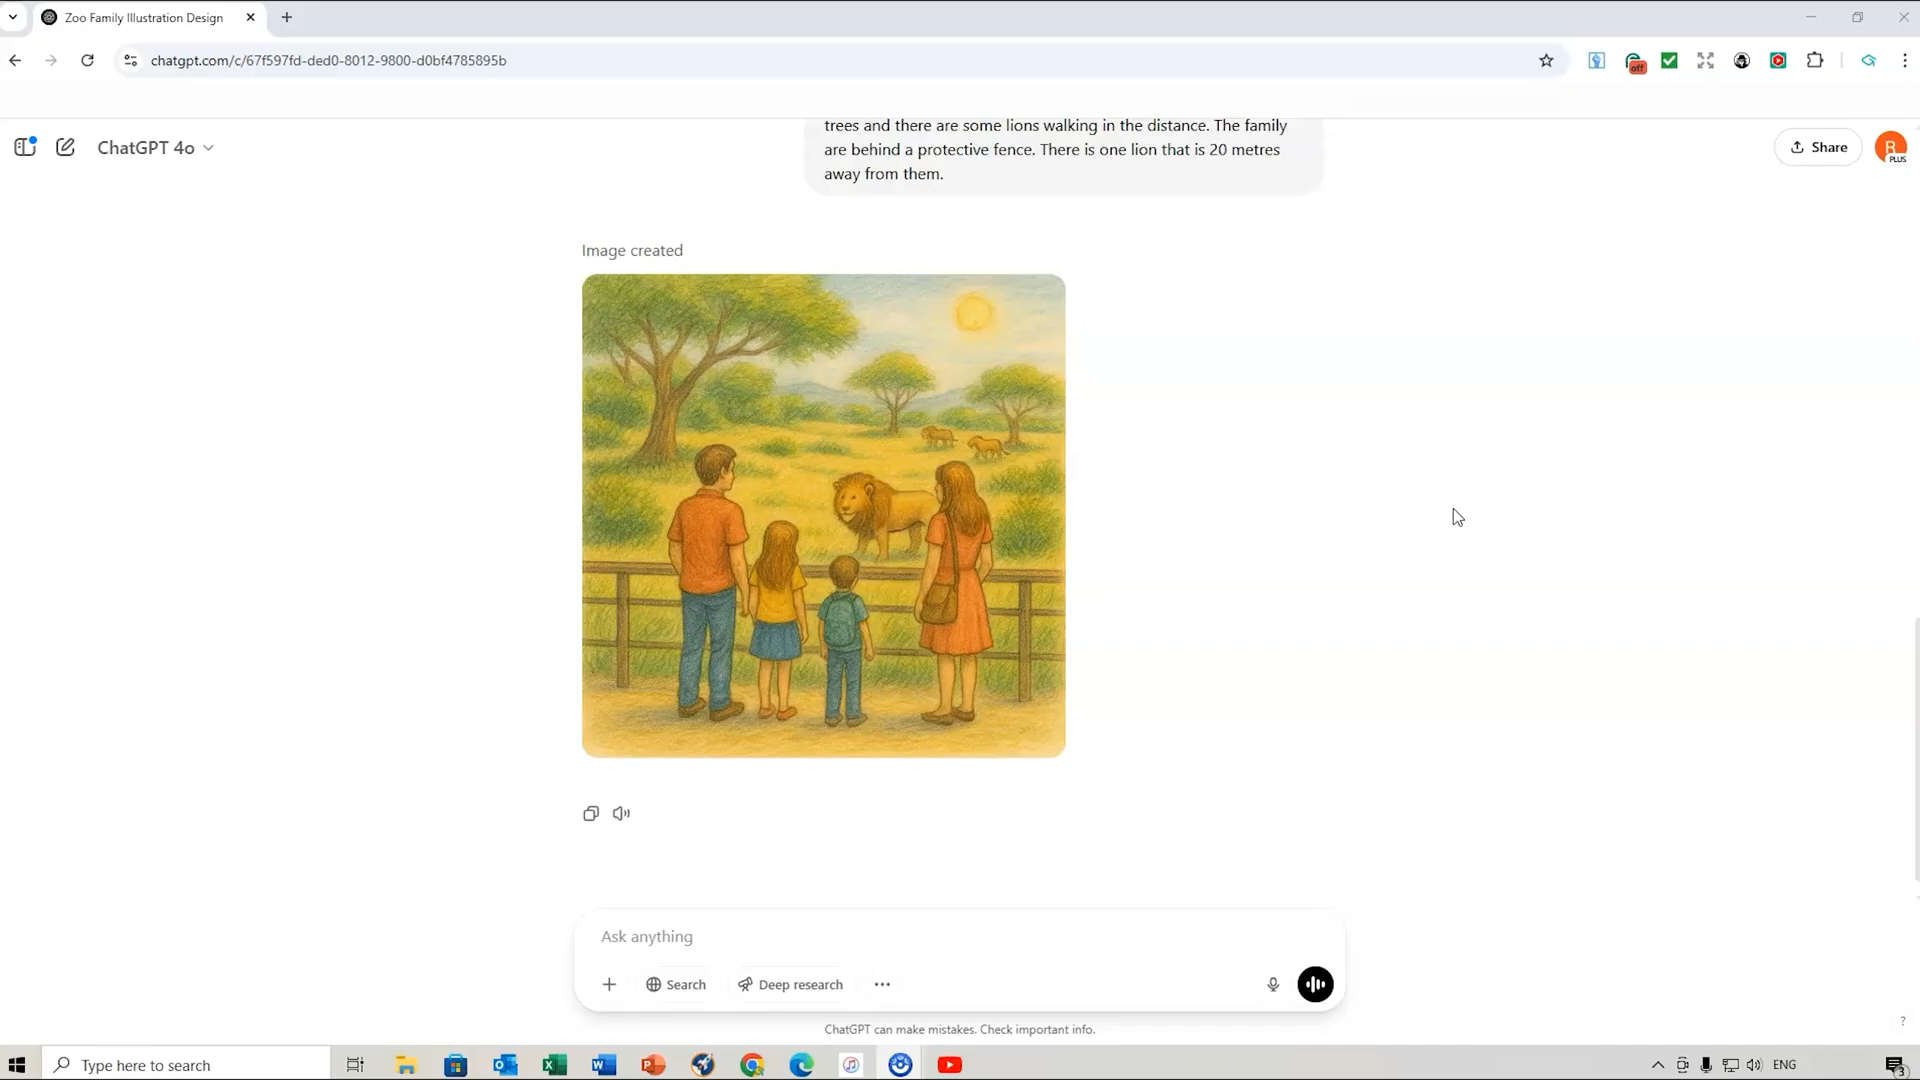 Zoo Family Illustration Design
chatgpt.com/c/67f597fd-ded0-8012-9800-d0bf4785895b
off
ChatGPT 4o
Share
R
PLUS
trees and there are some lions walking in the distance. The family
are behind a protective fence. There is one lion that is 20 metres
away from them.
Image created
Ask anything
Search
Deep research
ChatGPT can make mistakes. Check important info.
?
Type here to search
ENG
3